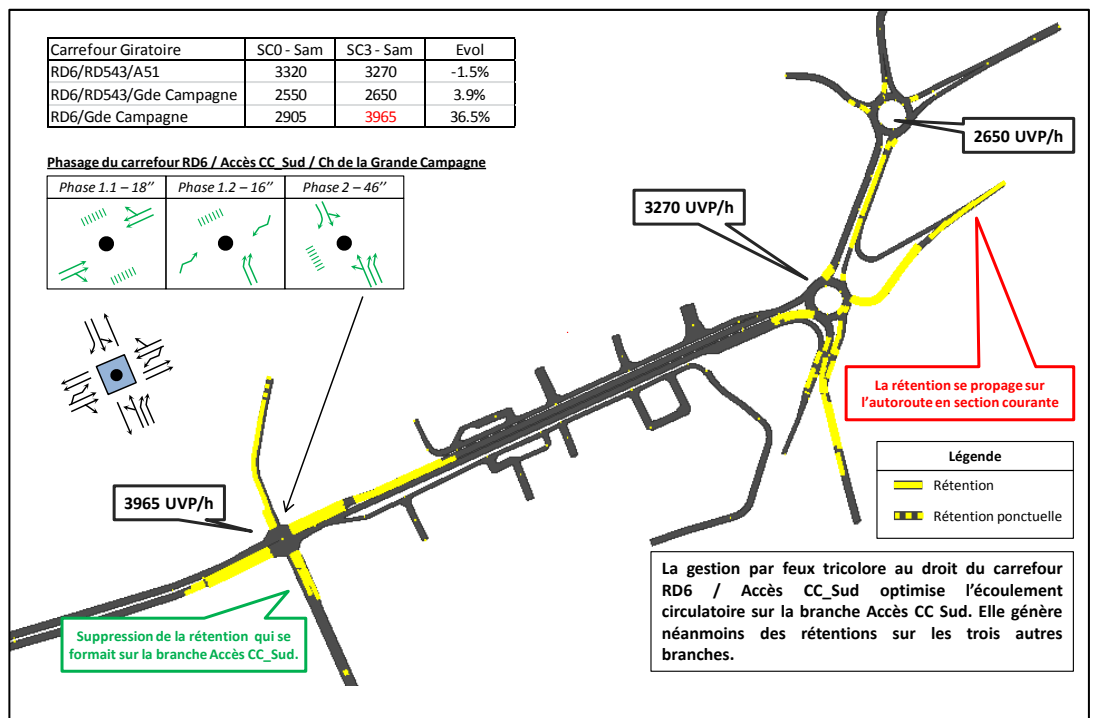 Carrefour Giratoire SC0 - Sam SC3 - Sam Evol
RD6/RD543/A51 3320 3270 -1.5%
RD6/RD543/Gde Campagne 2550 2650 3.9%
RD6/Gde Campagne 2905 3965 36.5%
Phasage du carrefour RD6 / Accès CC_Sud / Ch de la Grande Campagne
Phase 1.1 – 18’’ Phase 1.2 – 16’’ Phase 2 – 46’’
2650 UVP/h
3270 UVP/h
La rétention se propage sur
l’autoroute en section courante
Légende
Rétention
Rétention ponctuelle
3965 UVP/h
Suppression de la rétention qui se
formait sur la branche Accès CC_Sud.
La gestion par feux tricolore au droit du carrefour
RD6 / Accès CC_Sud optimise l’écoulement
circulatoire sur la branche Accès CC Sud. Elle génère
néanmoins des rétentions sur les trois autres
branches.